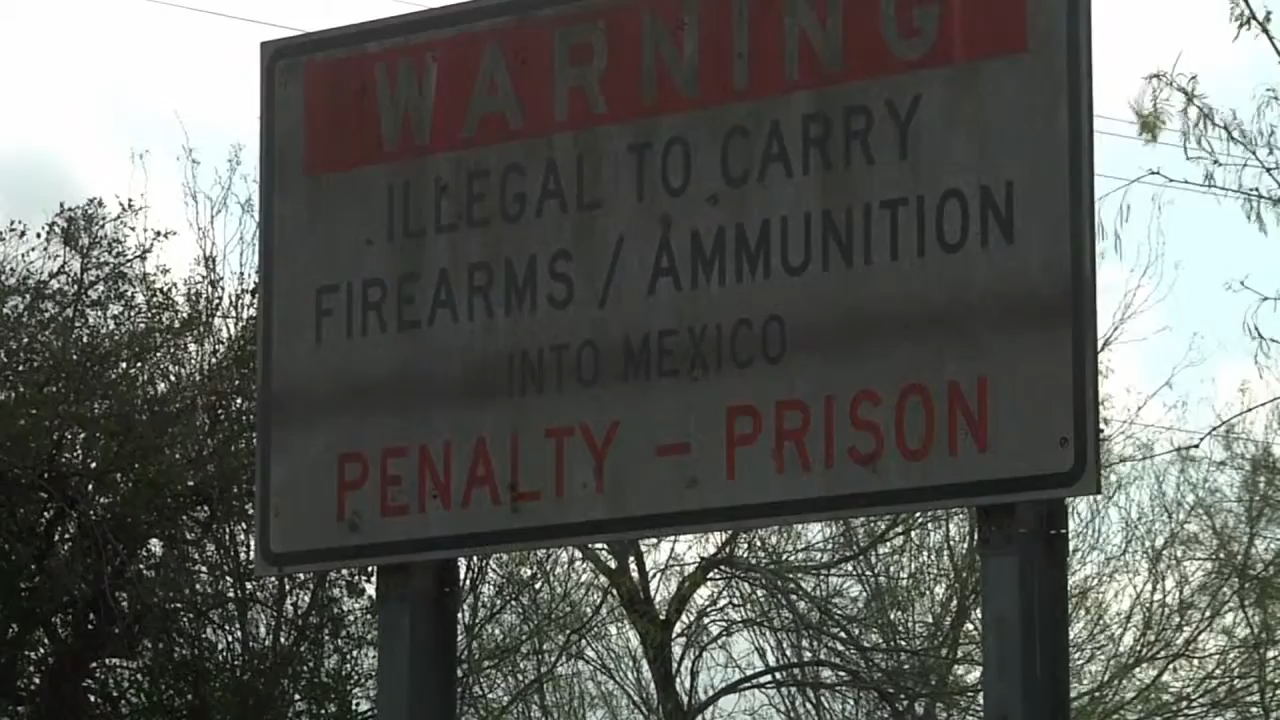 WARNING
ILLEGAL TO CARRY
FIREARMS / AMMUNITION
INTO MEXICO
PENALTY - PRISON